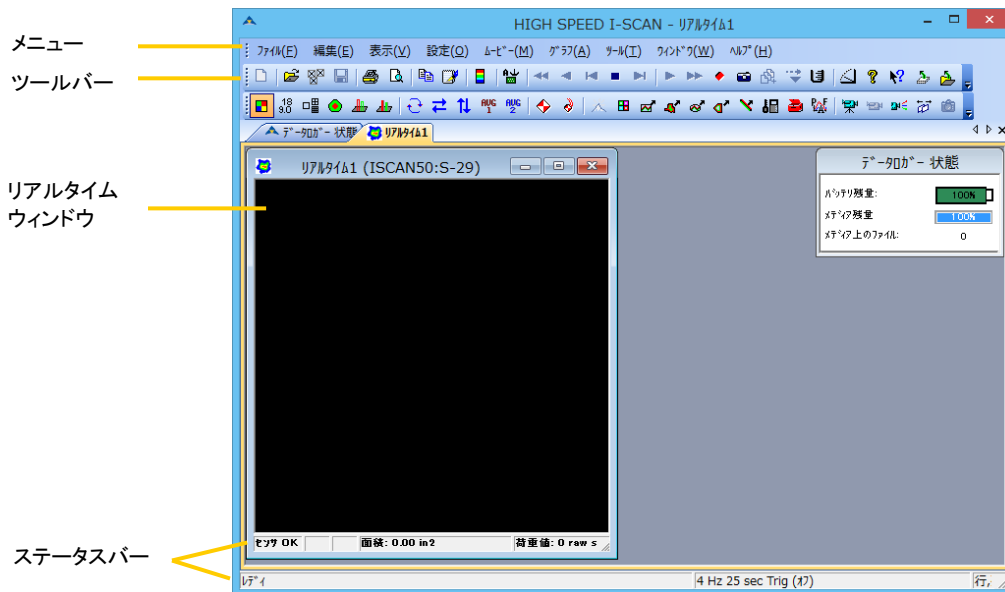 HIGH SPEED I-SCAN - ﾘｱﾙﾀｲﾑ1
メニュー
ﾌｧｲﾙ(F) 編集(E) 表示(V) 設定(O) ﾑｰﾋﾞｰ(M) ｸﾞﾗﾌ(A) ﾂｰﾙ(T) ｳｨﾝﾄﾞｳ(W) ﾍﾙﾌﾟ(H)
ツールバー
18
9.0
AVG
1
AVG
2
ﾃﾞｰﾀﾛｶﾞｰ 状態
ﾘｱﾙﾀｲﾑ1
ﾘｱﾙﾀｲﾑ1 (ISCAN50:S-29)
ﾃﾞｰﾀﾛｶﾞｰ 状態
ﾊﾞｯﾃﾘ残量: 100%
ﾒﾃﾞｨｱ残量 100%
ﾒﾃﾞｨｱ上のﾌｧｲﾙ: 0
リアルタイム
ウィンドウ
ステータスバー
ｾﾝｻ OK 面積: 0.00 in2 荷重値: 0 raw s
ﾚﾃﾞｨ 4 Hz 25 sec Trig (ｵﾌ) 行,